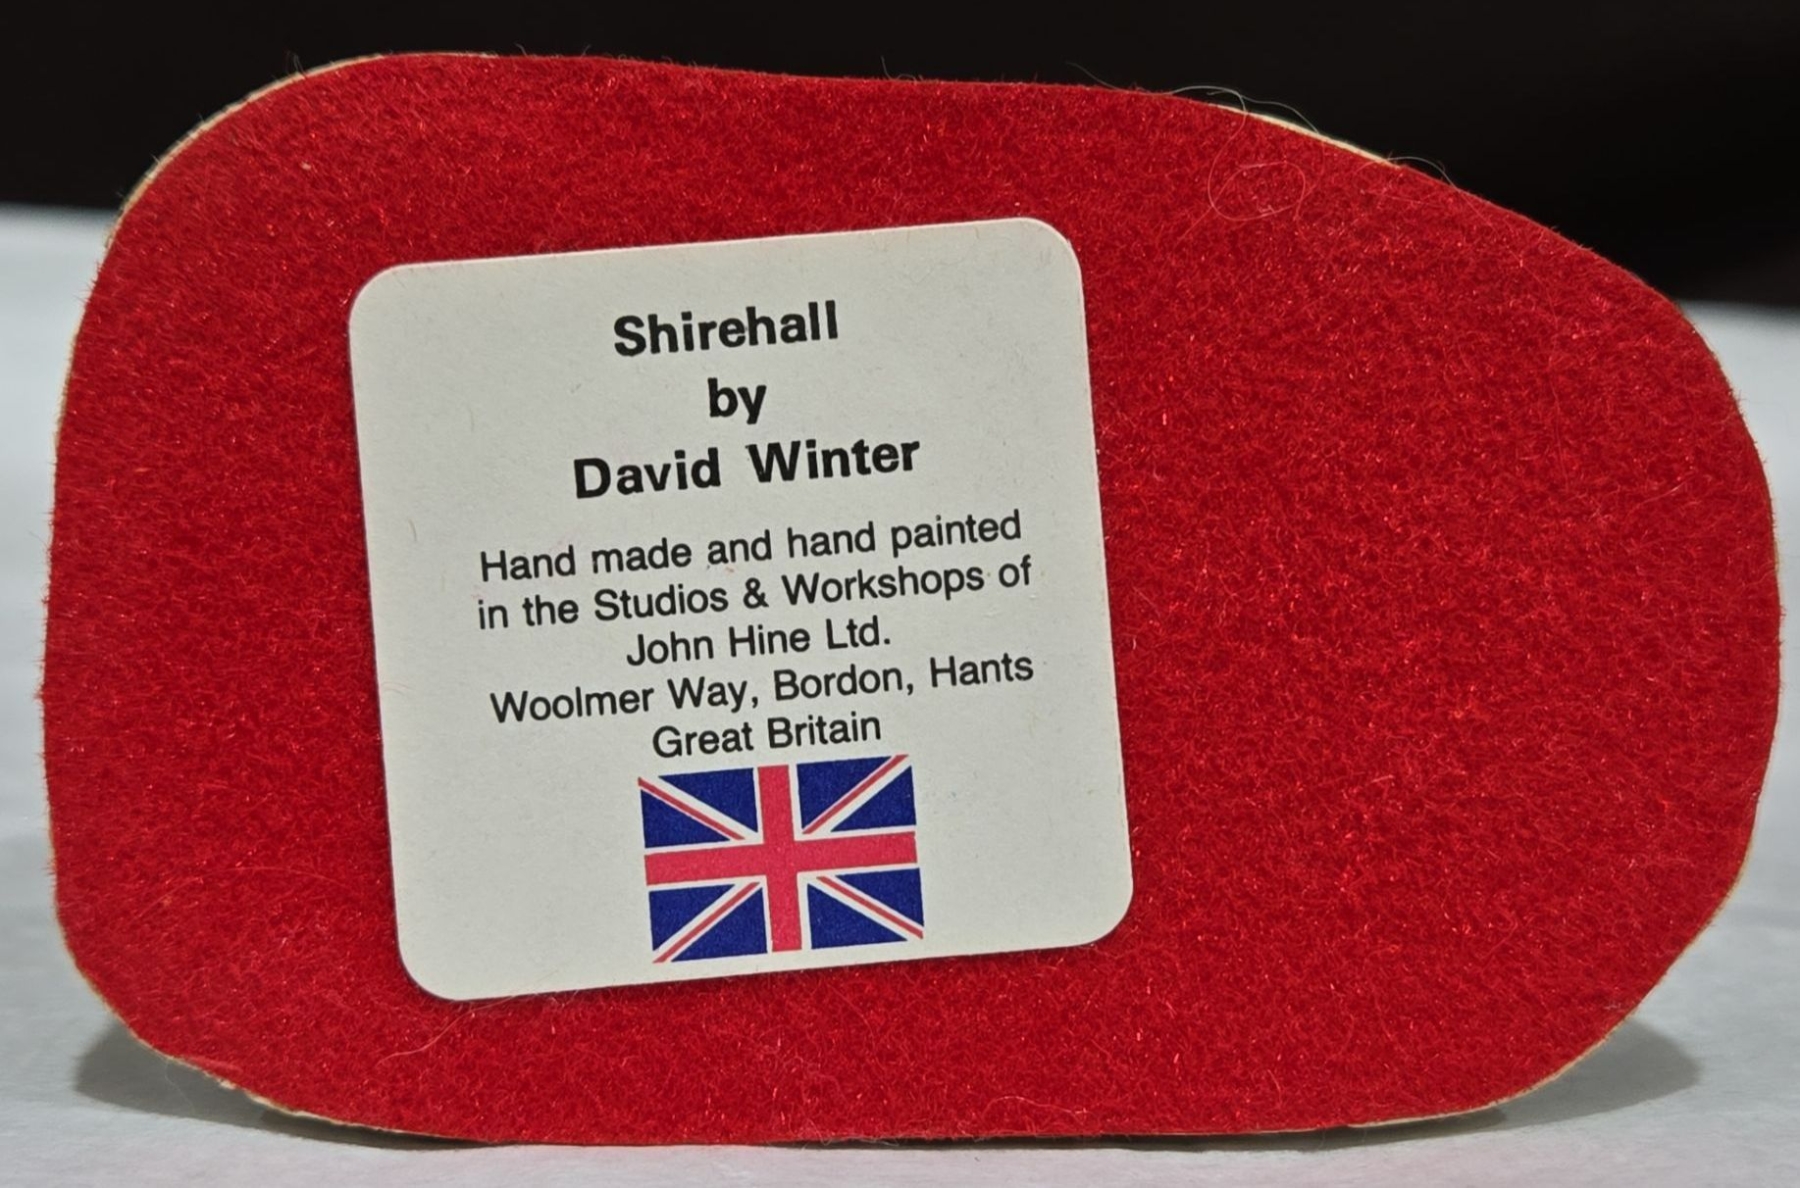 Shirehall
by
David Winter
Hand made and hand painted
in the Studios & Workshops of
John Hine Ltd.
Woolmer Way, Bordon, Hants
Great Britain